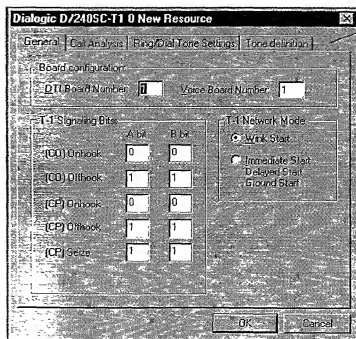 Dialogic D/240SC-T1 0 New Resource
General Call Analysis Ring/Dial Tone Settings Tone definition
Board configuration:
DTI Board Number: 1 Voice Board Number: 1
T-1 Signaling Bits:
A bit B bit
(CO) Onhook 0 0
(CO) Offhook 1 1
(CP) Onhook 0 0
(CP) Offhook 1 1
(CP) Seize 1 1
T-1 Network Mode
Wink Start
Immediate Start
Delayed Start
Ground Start
OK Cancel